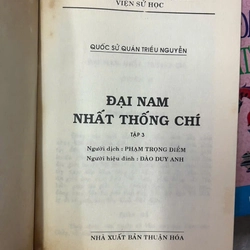 VIỆN SỬ HỌC
QUỐC SỬ QUÁN TRIỀU NGUYỄN
ĐẠI NAM
NHẤT THỐNG CHÍ
TẬP 3
Người dịch : PHẠM TRỌNG ĐIỀM
Người hiệu đính : ĐÀO DUY ANH
NHÀ XUẤT BẢN THUẬN HÓA